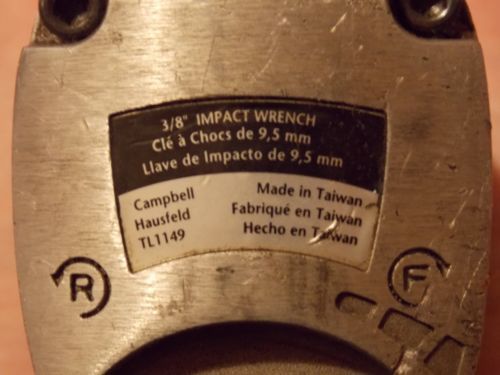 3/8" IMPACT WRENCH
Clé à Chocs de 9,5 mm
Llave de Impacto de 9,5 mm
Campbell Made in Taiwan
Hausfeld Fabriqué en Taiwan
TL1149 Hecho en Taiwan
R F